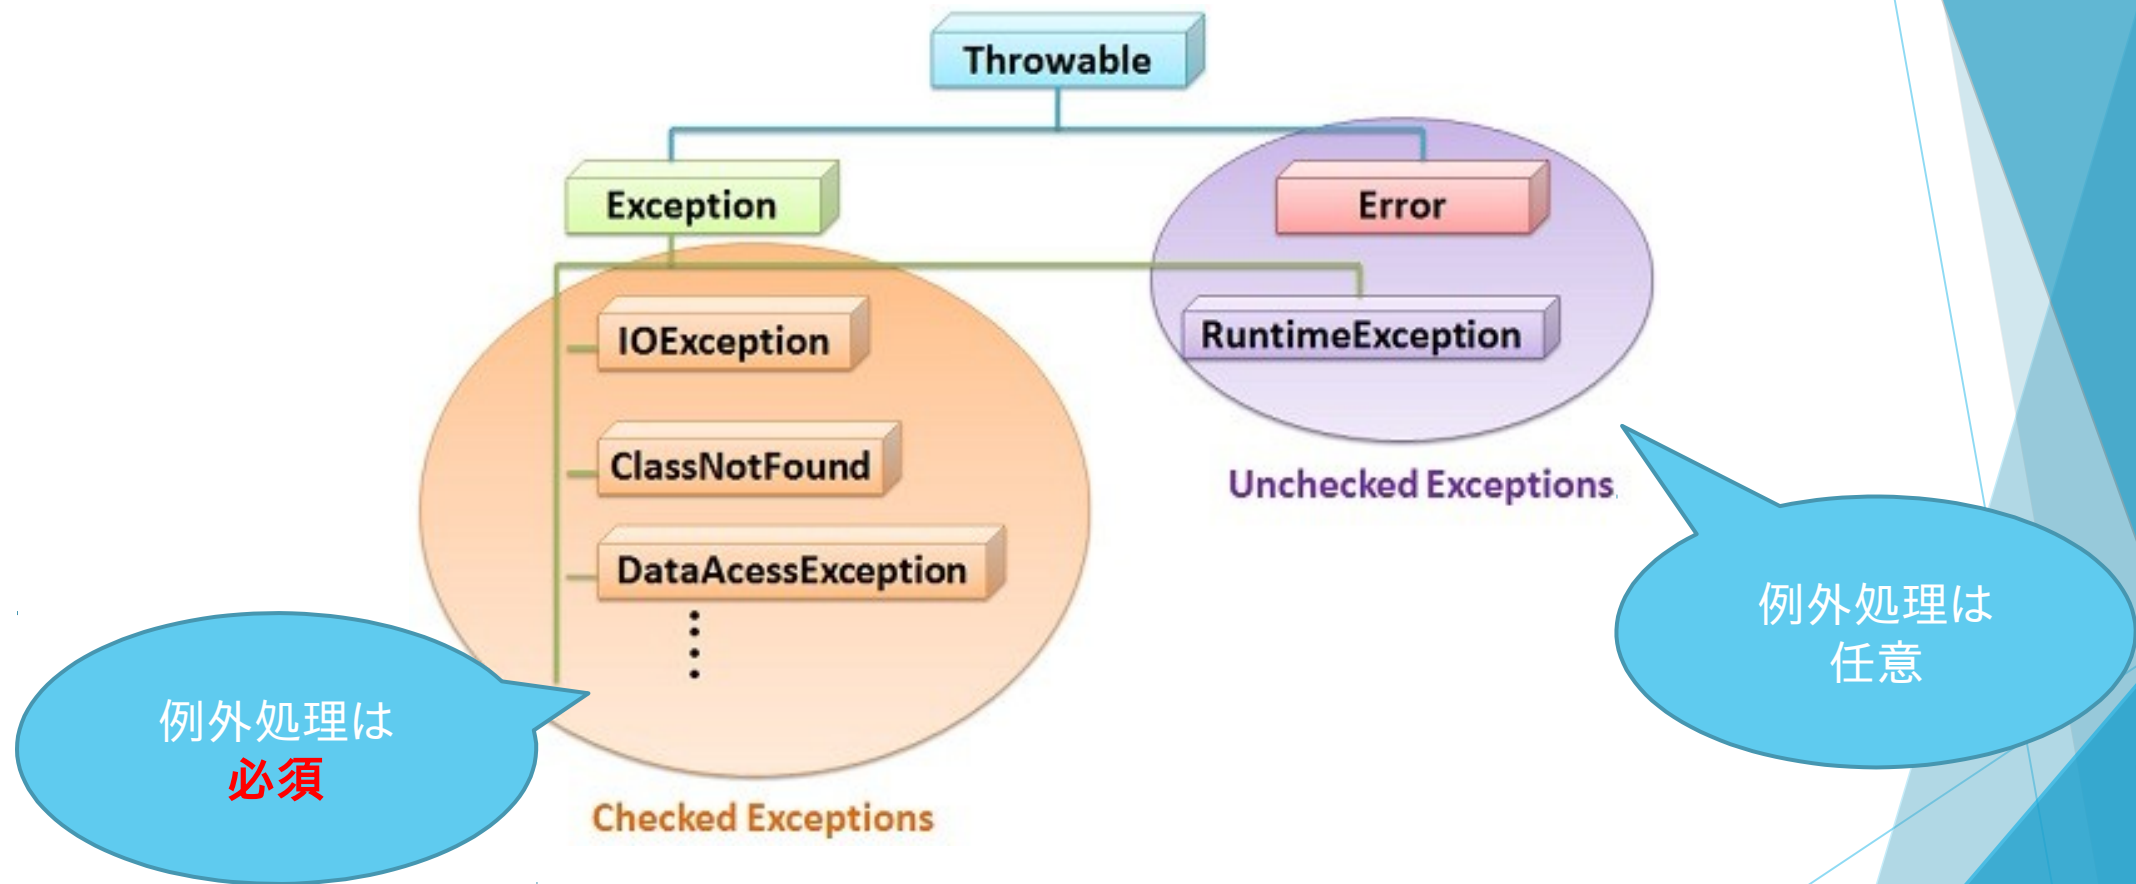 Throwable
Exception
Error
IOException
RuntimeException
ClassNotFound
DataAcessException
Unchecked Exceptions
例外処理は
任意
例外処理は
必須
Checked Exceptions